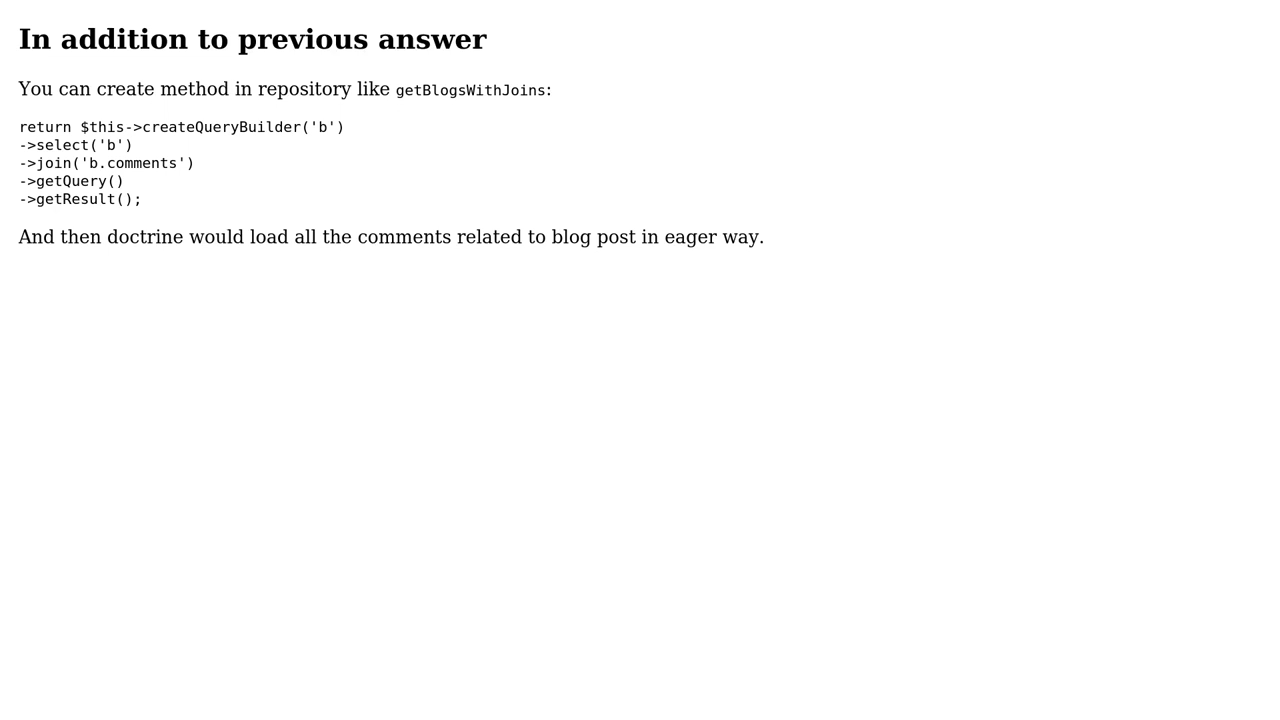 In addition to previous answer
You can create method in repository like getBlogsWithJoins:
return $this->createQueryBuilder('b')
->select('b')
->join('b.comments')
->getQuery()
->getResult();
And then doctrine would load all the comments related to blog post in eager way.